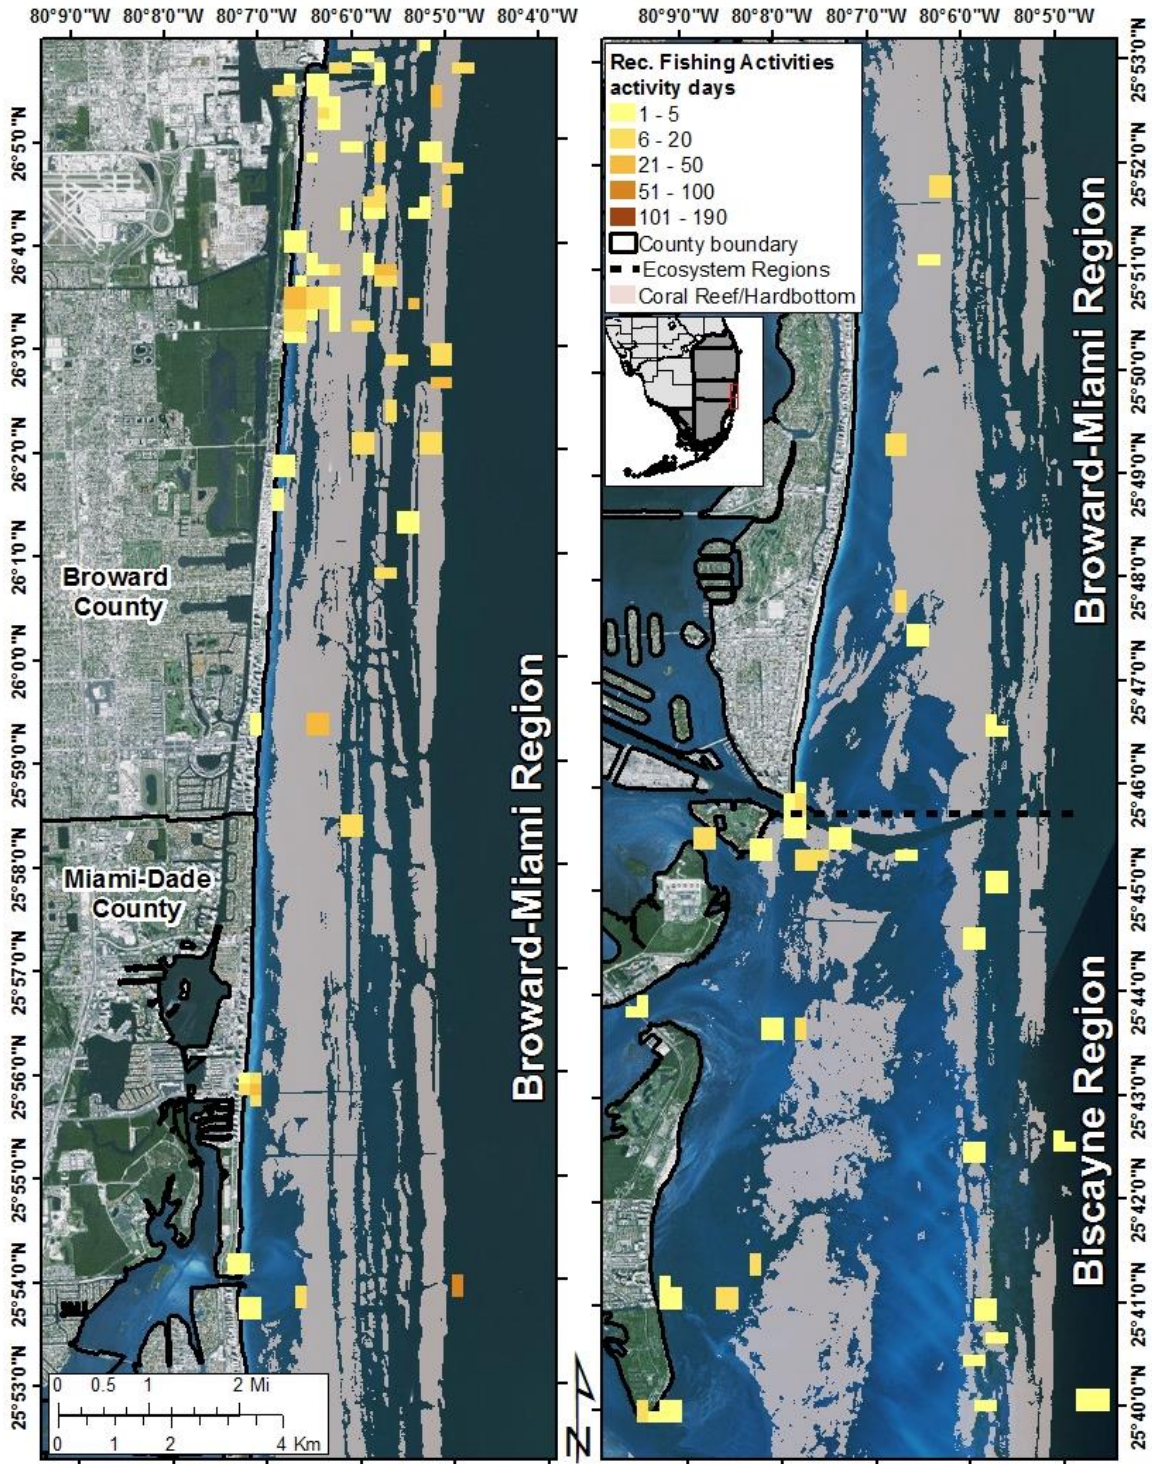 80°9'0"W 80°8'0"W 80°7'0"W 80°6'0"W 80°5'0"W 80°4'0"W
80°9'0"W 80°8'0"W 80°7'0"W 80°6'0"W 80°5'0"W
26°5'0"N
26°4'0"N
26°3'0"N
26°2'0"N
26°1'0"N
26°0'0"N
25°59'0"N
25°58'0"N
25°57'0"N
25°56'0"N
25°55'0"N
25°54'0"N
25°53'0"N
Broward
County
Miami-Dade
County
Broward-Miami Region
0 0.5 1 2 Mi
0 1 2 4 Km
N
Rec. Fishing Activities
activity days
1 - 5
6 - 20
21 - 50
51 - 100
101 - 190
County boundary
Ecosystem Regions
Coral Reef/Hardbottom
Broward-Miami Region
Biscayne Region
25°53'0"N
25°52'0"N
25°51'0"N
25°50'0"N
25°49'0"N
25°48'0"N
25°47'0"N
25°46'0"N
25°45'0"N
25°44'0"N
25°43'0"N
25°42'0"N
25°41'0"N
25°40'0"N